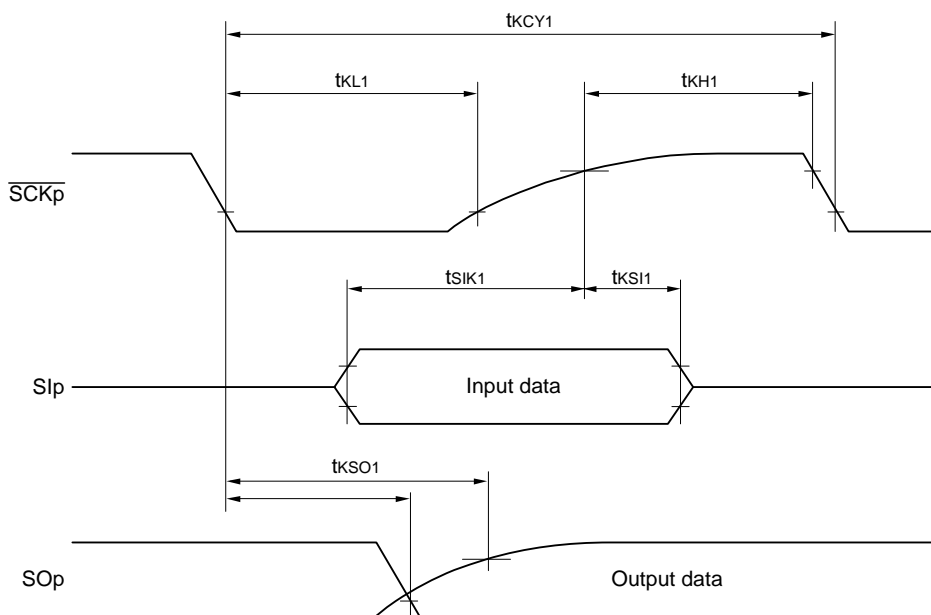 tKCY1
tKL1
tKH1
SCKp
tSIK1
tKSI1
SIp
Input data
tKSO1
SOp
Output data